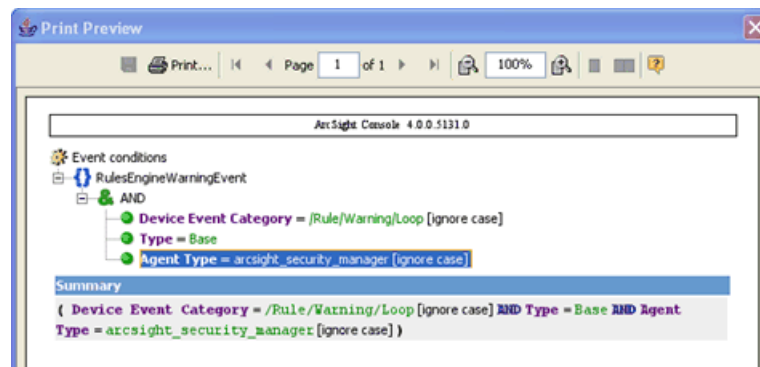 Print Preview
Print... Page 1 of 1 100%
ArcSight Console 4.0.0.5131.0
Event conditions
RulesEngineWarningEvent
AND
Device Event Category = /Rule/Warning/Loop [ignore case]
Type = Base
Agent Type = arcsight_security_manager [ignore case]
Summary
( Device Event Category = /Rule/Warning/Loop [ignore case] AND Type = Base AND Agent
Type = arcsight_security_manager [ignore case] )